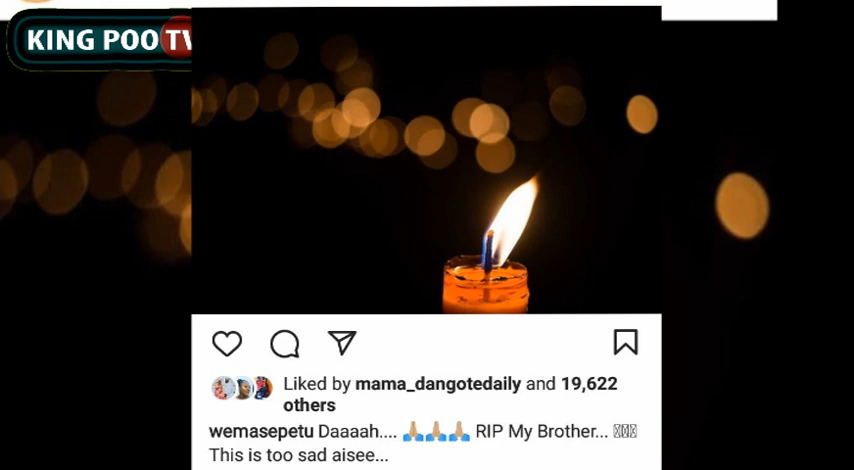 KING POO TV
Liked by mama_dangotedaily and 19,622
others
wemasepetu Daaaah.... 🙏🏼🙏🏼🙏🏼 RIP My Brother...
This is too sad aisee...